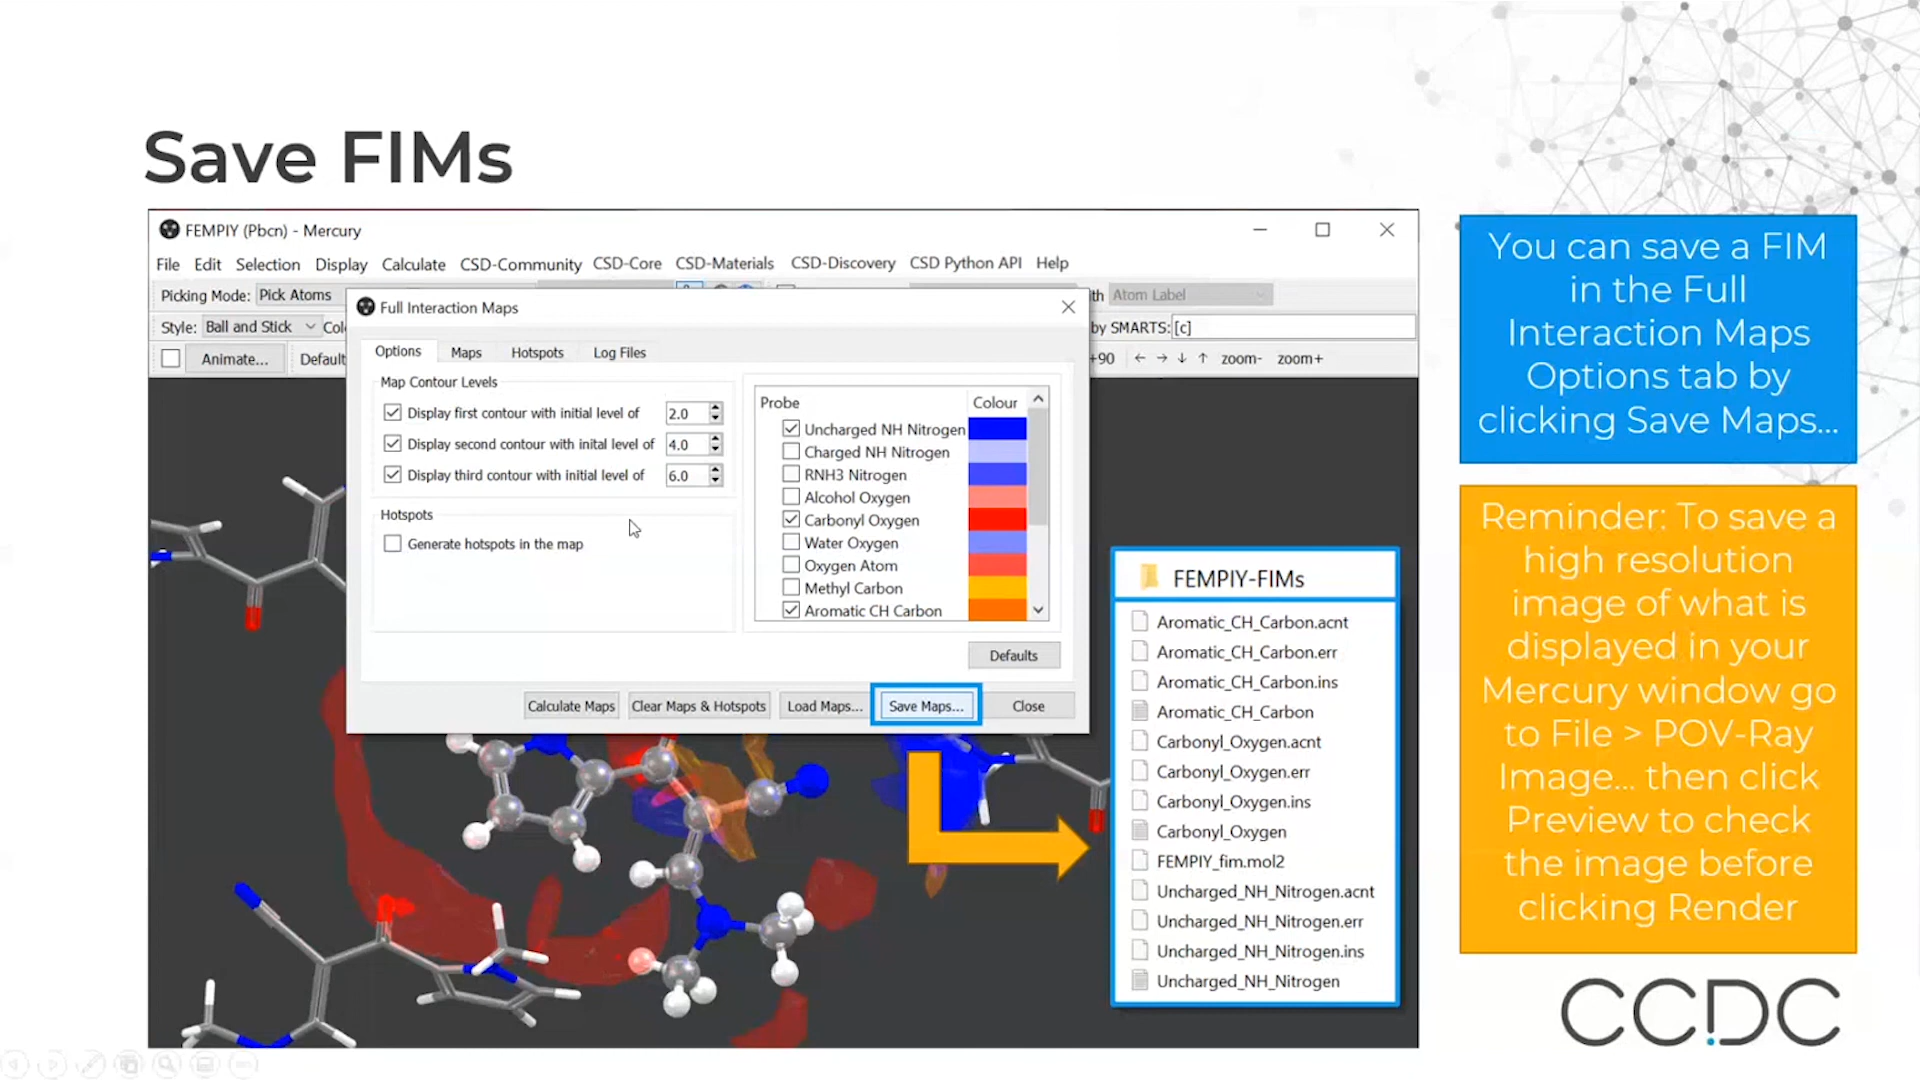 Save FIMs
FEMPIY (Pbcn) - Mercury
File Edit Selection Display Calculate CSD-Community CSD-Core CSD-Materials CSD-Discovery CSD Python API Help
Picking Mode: Pick Atoms
th Atom Label
Style: Ball and Stick Colo
by SMARTS: [c]
Animate... Default
+90 ← → ↓ ↑ zoom- zoom+
Full Interaction Maps
Options Maps Hotspots Log Files
Map Contour Levels
Display first contour with initial level of 2.0
Display second contour with inital level of 4.0
Display third contour with initial level of 6.0
Hotspots
Generate hotspots in the map
Probe Colour
Uncharged NH Nitrogen
Charged NH Nitrogen
RNH3 Nitrogen
Alcohol Oxygen
Carbonyl Oxygen
Water Oxygen
Oxygen Atom
Methyl Carbon
Aromatic CH Carbon
Defaults
Calculate Maps Clear Maps & Hotspots Load Maps... Save Maps... Close
FEMPIY-FIMs
Aromatic_CH_Carbon.acnt
Aromatic_CH_Carbon.err
Aromatic_CH_Carbon.ins
Aromatic_CH_Carbon
Carbonyl_Oxygen.acnt
Carbonyl_Oxygen.err
Carbonyl_Oxygen.ins
Carbonyl_Oxygen
FEMPIY_fim.mol2
Uncharged_NH_Nitrogen.acnt
Uncharged_NH_Nitrogen.err
Uncharged_NH_Nitrogen.ins
Uncharged_NH_Nitrogen
You can save a FIM
in the Full
Interaction Maps
Options tab by
clicking Save Maps...
Reminder: To save a
high resolution
image of what is
displayed in your
Mercury window go
to File > POV-Ray
Image... then click
Preview to check
the image before
clicking Render
CCDC